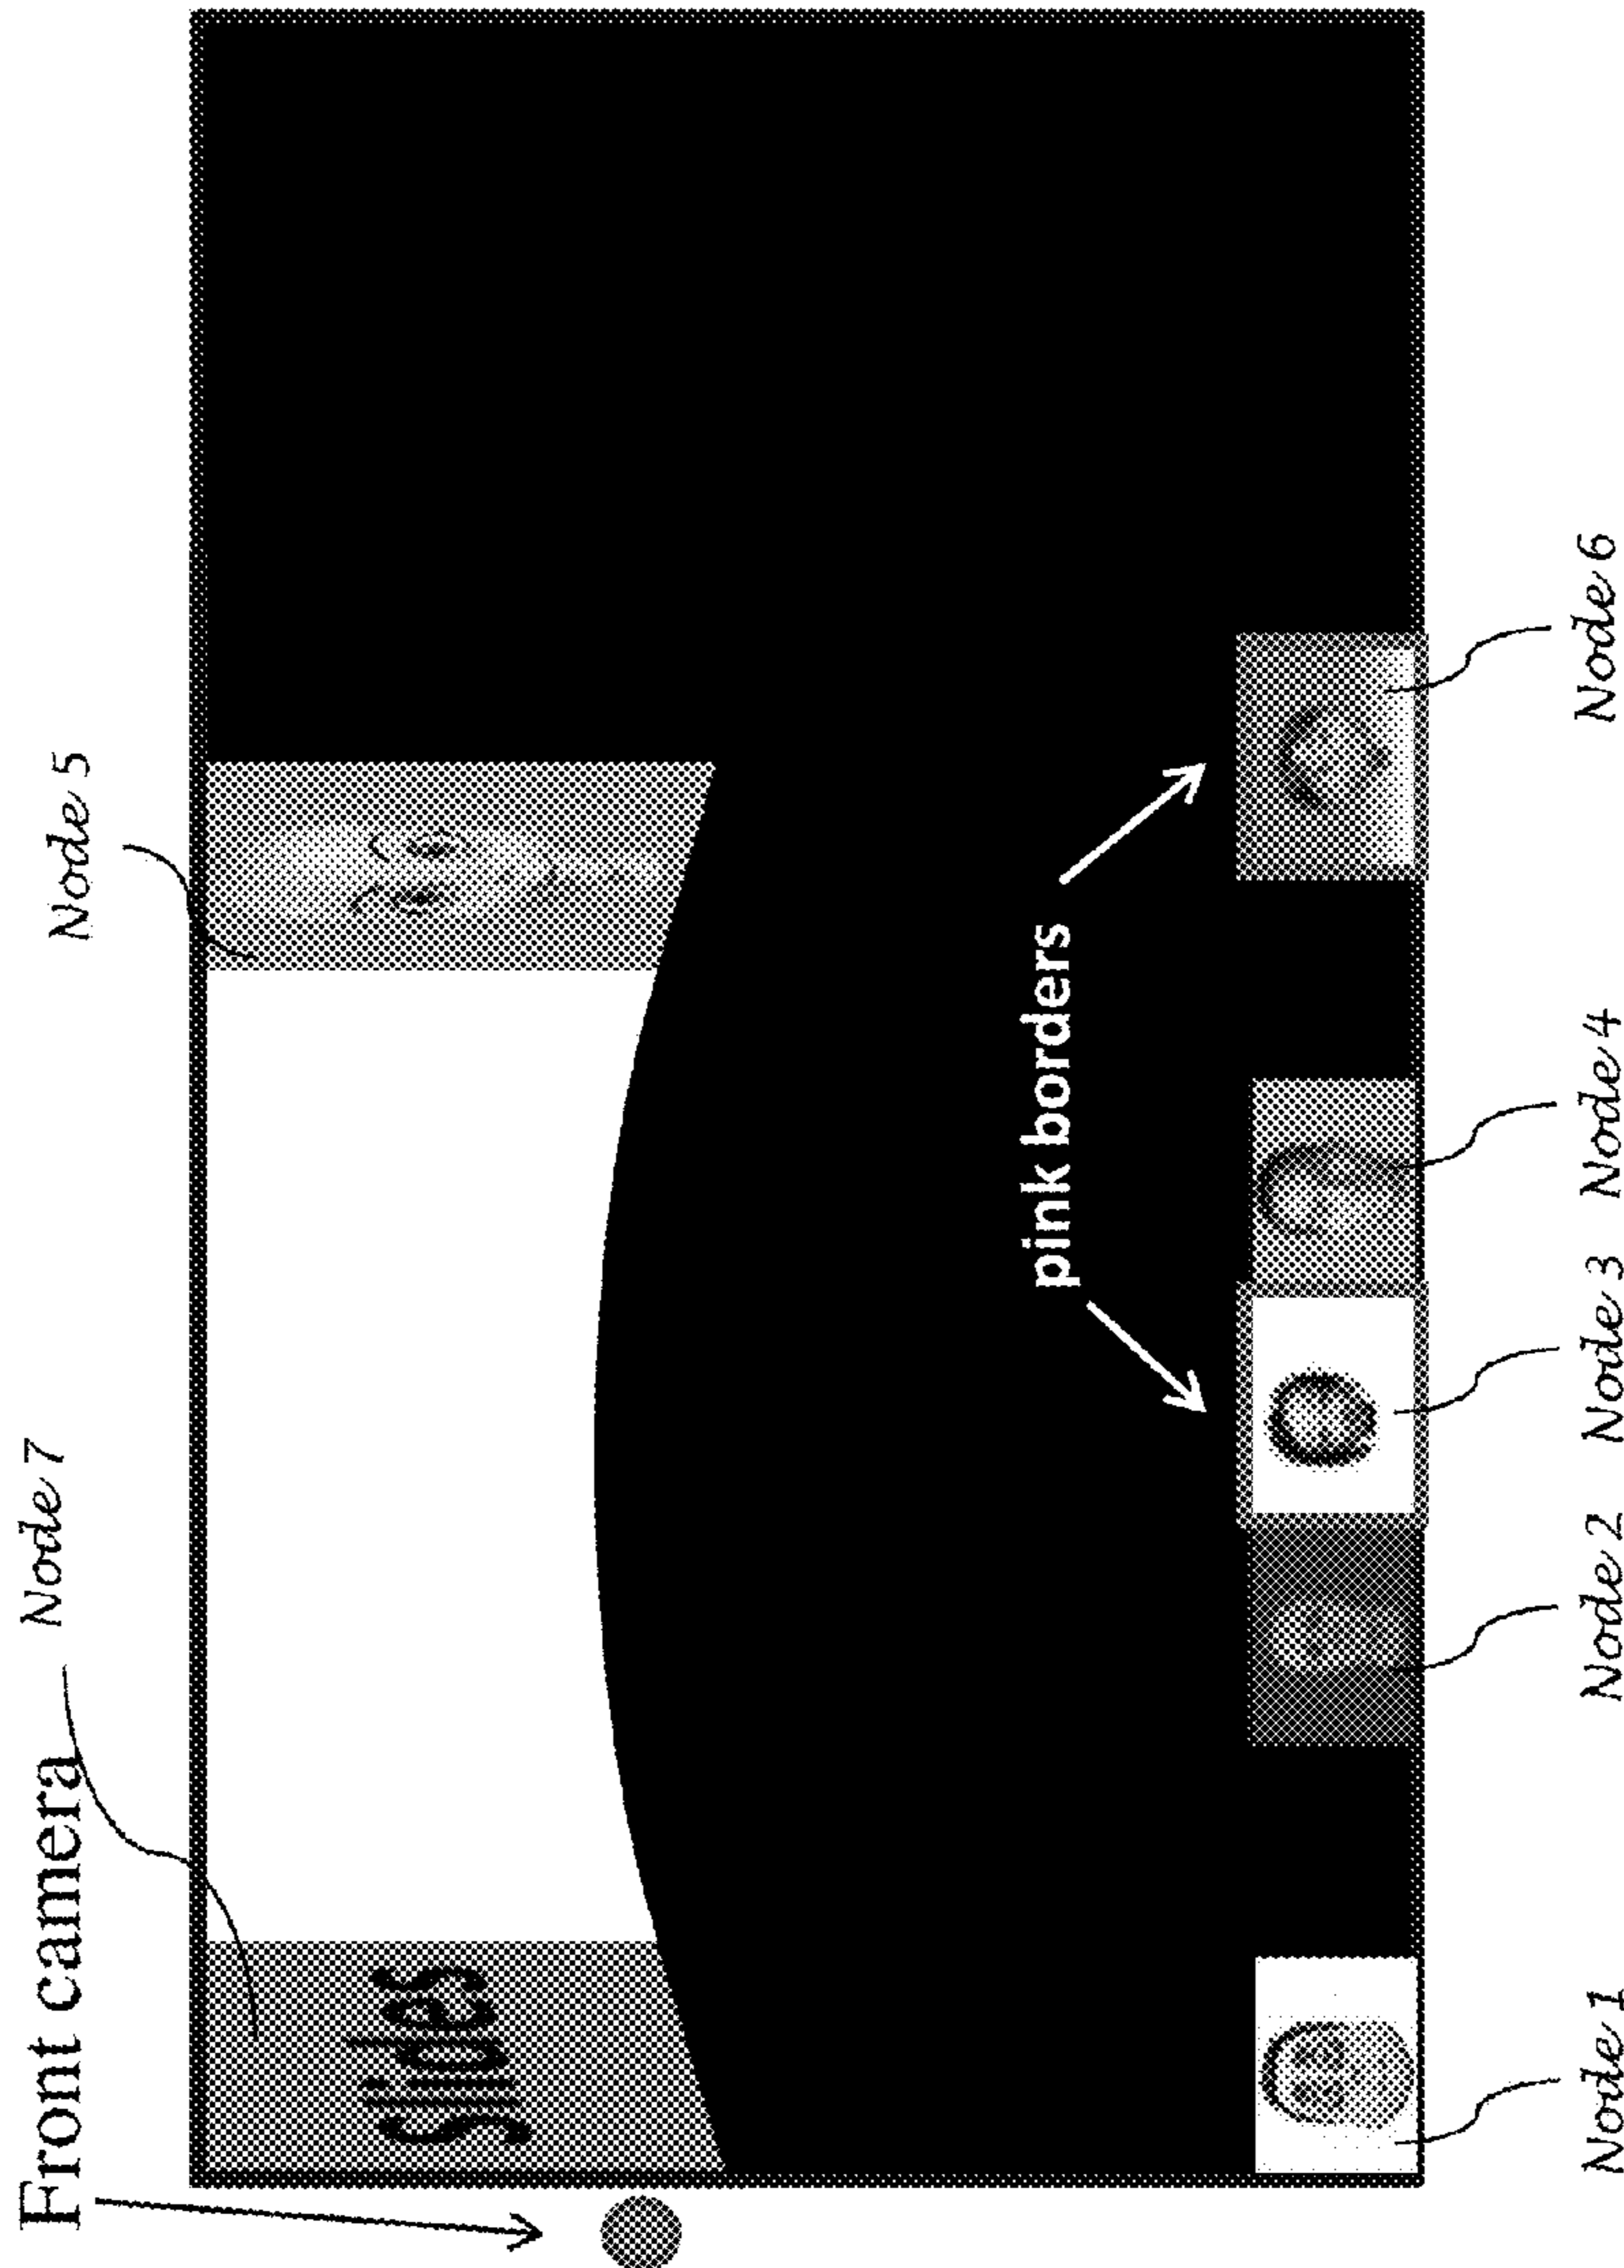 Front camera
Node 7
Node 5
Slides
pink borders
Node 1
Node 2
Node 3
Node 4
Node 6